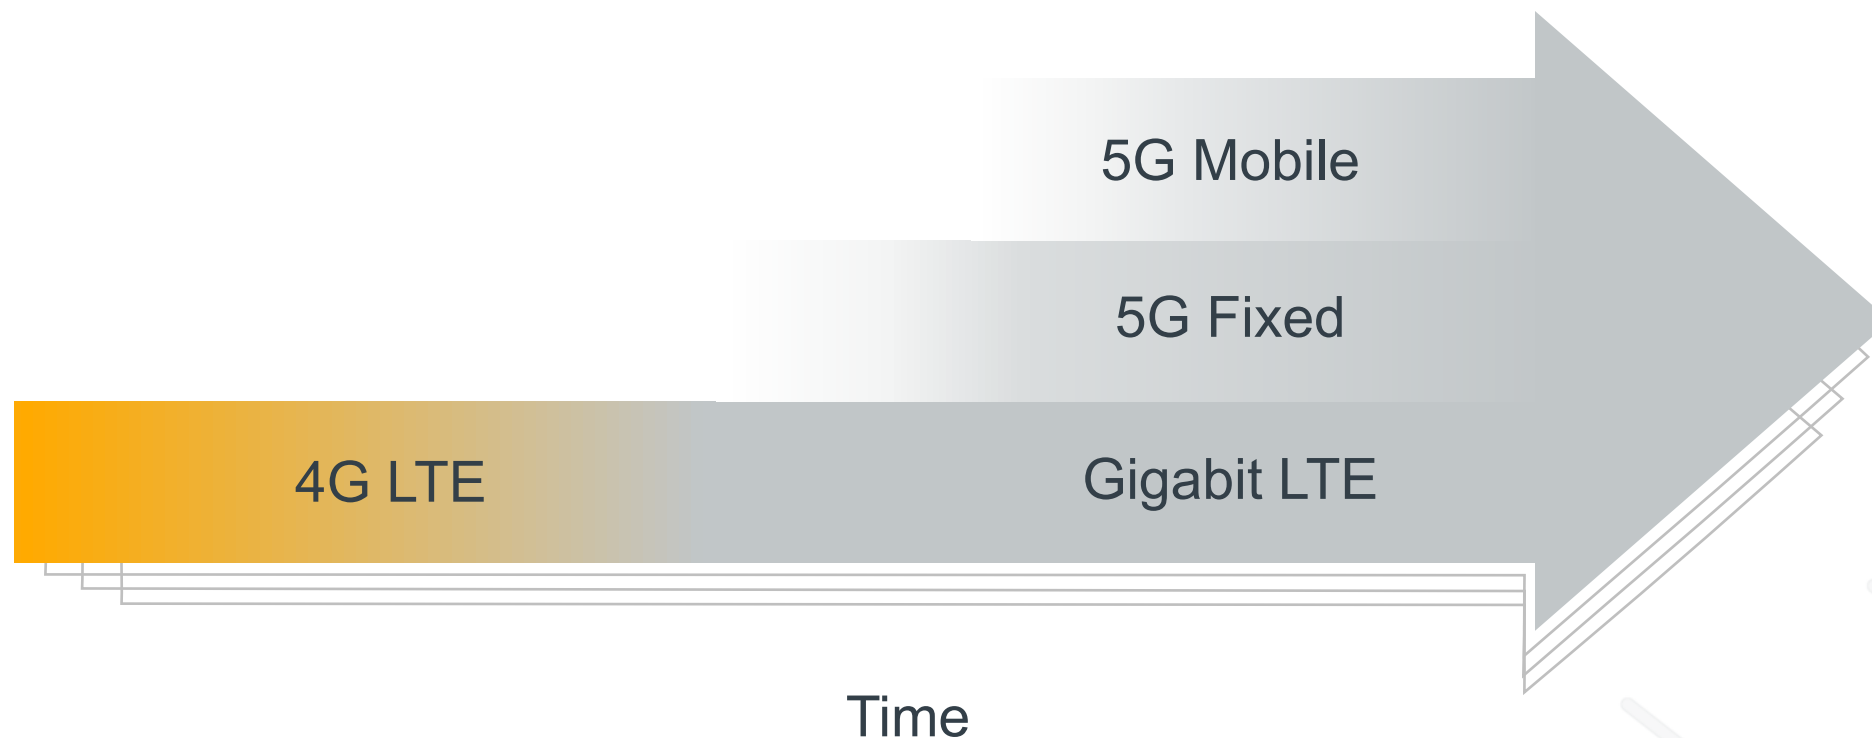 5G Mobile
5G Fixed
4G LTE
Gigabit LTE
Time